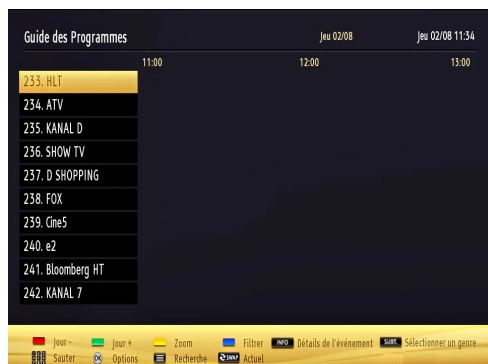 Guide des Programmes Jeu 02/08 Jeu 02/08 11:34
11:00 12:00 13:00
233. HLT
234. ATV
235. KANAL D
236. SHOW TV
237. D SHOPPING
238. FOX
239. Cine5
240. e2
241. Bloomberg HT
242. KANAL 7
Jour - Jour + Zoom Filtrer INFO Détails de l'événement SUBT. Sélectionner un genre
Sauter OK Options Recherche SWAP Actuel